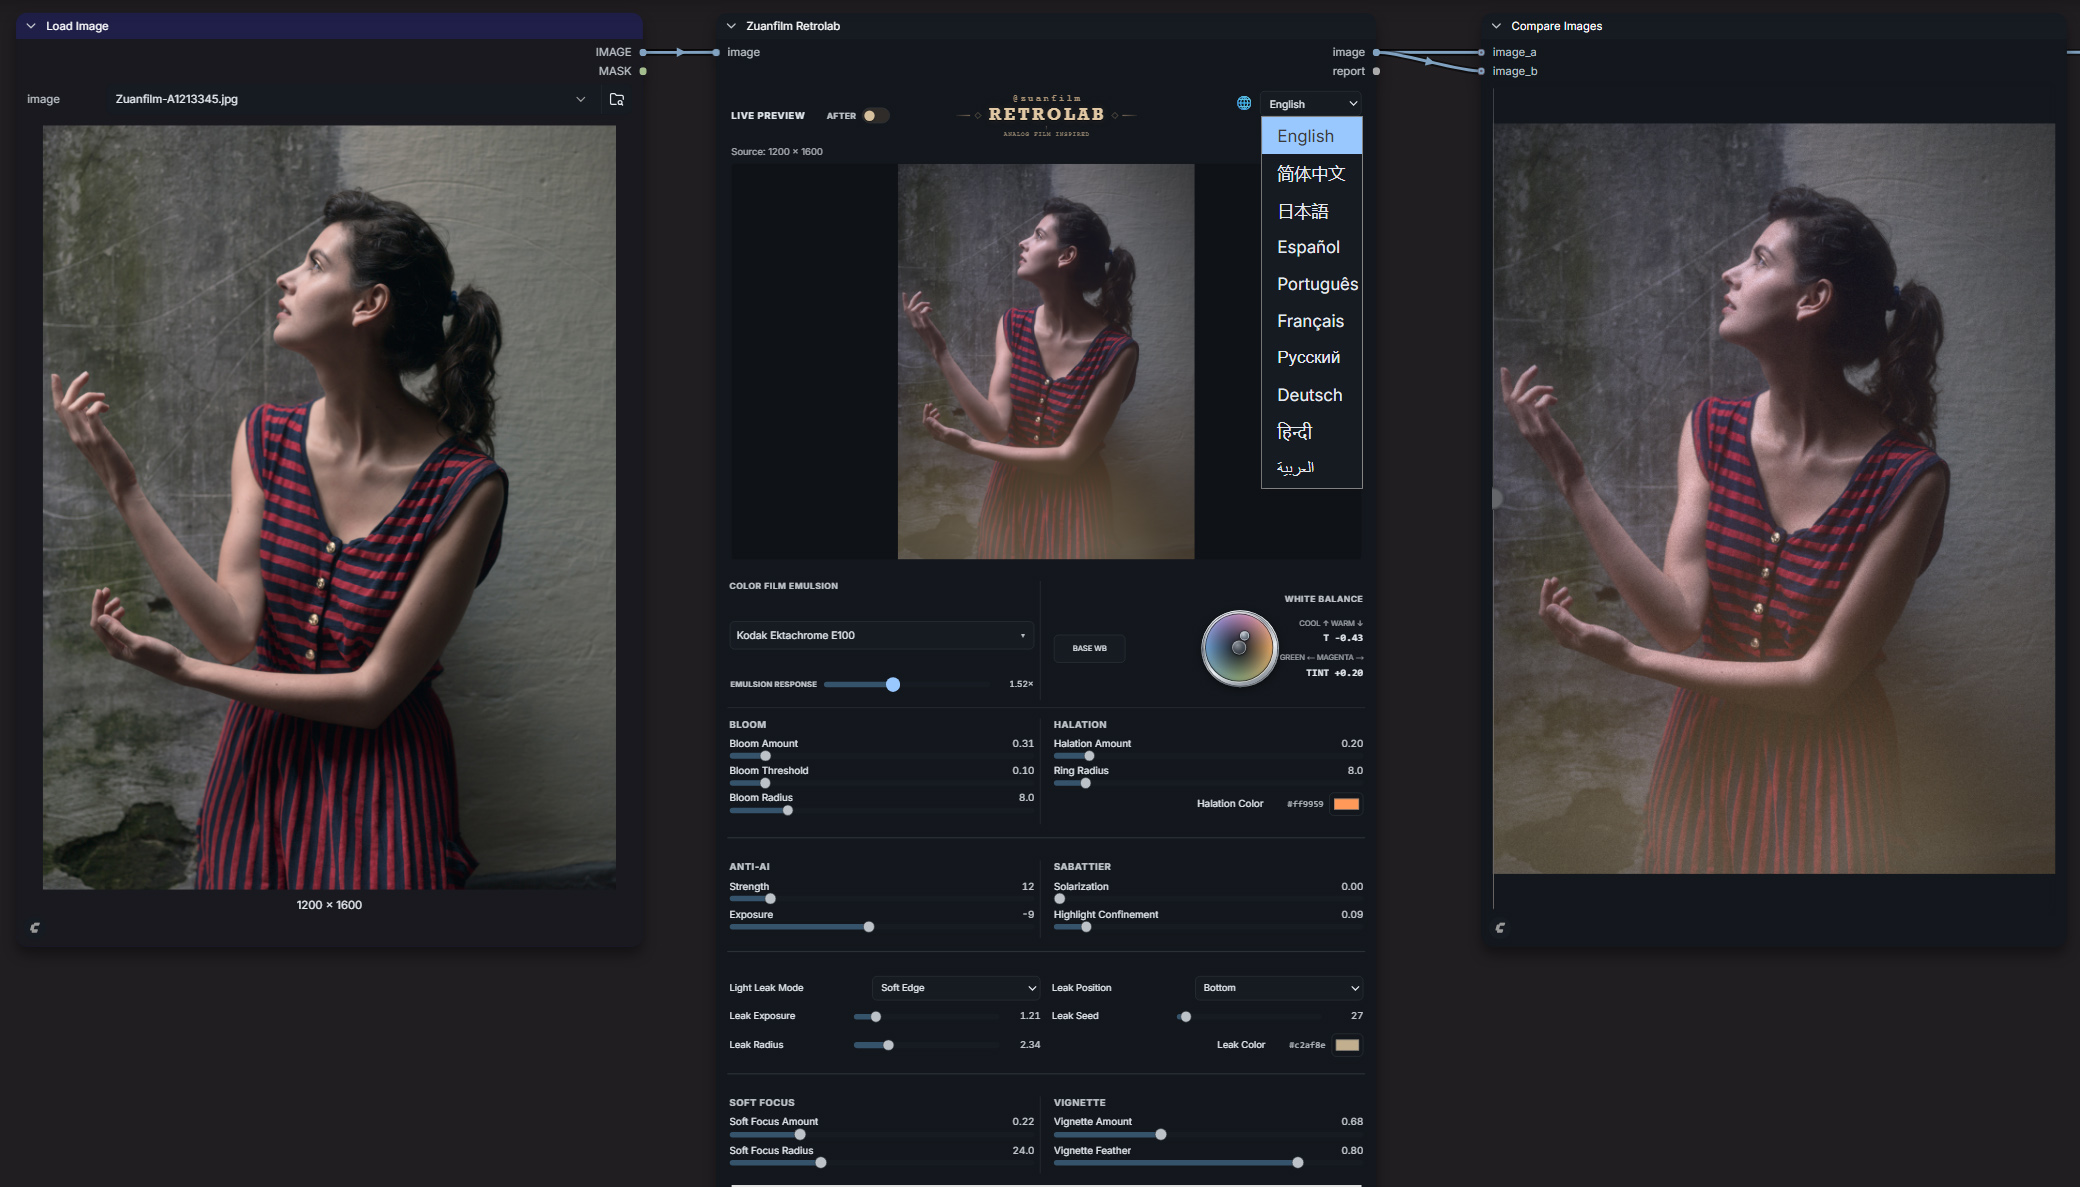 Load Image
IMAGE
MASK
image
Zuanfilm-A1213345.jpg
1200 × 1600
Zuanfilm Retrolab
image
image
report
LIVE PREVIEW
AFTER
@suanfilm
RETROLAB
ANALOG FILM INSPIRED
English
Source: 1200 × 1600
English
简体中文
日本語
Español
Português
Français
Русский
Deutsch
हिन्दी
العربية
COLOR FILM EMULSION
Kodak Ektachrome E100
EMULSION RESPONSE
1.52×
BASE WB
WHITE BALANCE
COOL ↑ WARM ↓
T -0.43
GREEN ← MAGENTA →
TINT +0.20
BLOOM
Bloom Amount
0.31
Bloom Threshold
0.10
Bloom Radius
8.0
HALATION
Halation Amount
0.20
Ring Radius
8.0
Halation Color
#ff9959
ANTI-AI
Strength
12
Exposure
-9
SABATTIER
Solarization
0.00
Highlight Confinement
0.09
Light Leak Mode
Soft Edge
Leak Position
Bottom
Leak Exposure
1.21
Leak Seed
27
Leak Radius
2.34
Leak Color
#c2af8e
SOFT FOCUS
Soft Focus Amount
0.22
Soft Focus Radius
24.0
VIGNETTE
Vignette Amount
0.68
Vignette Feather
0.80
Compare Images
image_a
image_b